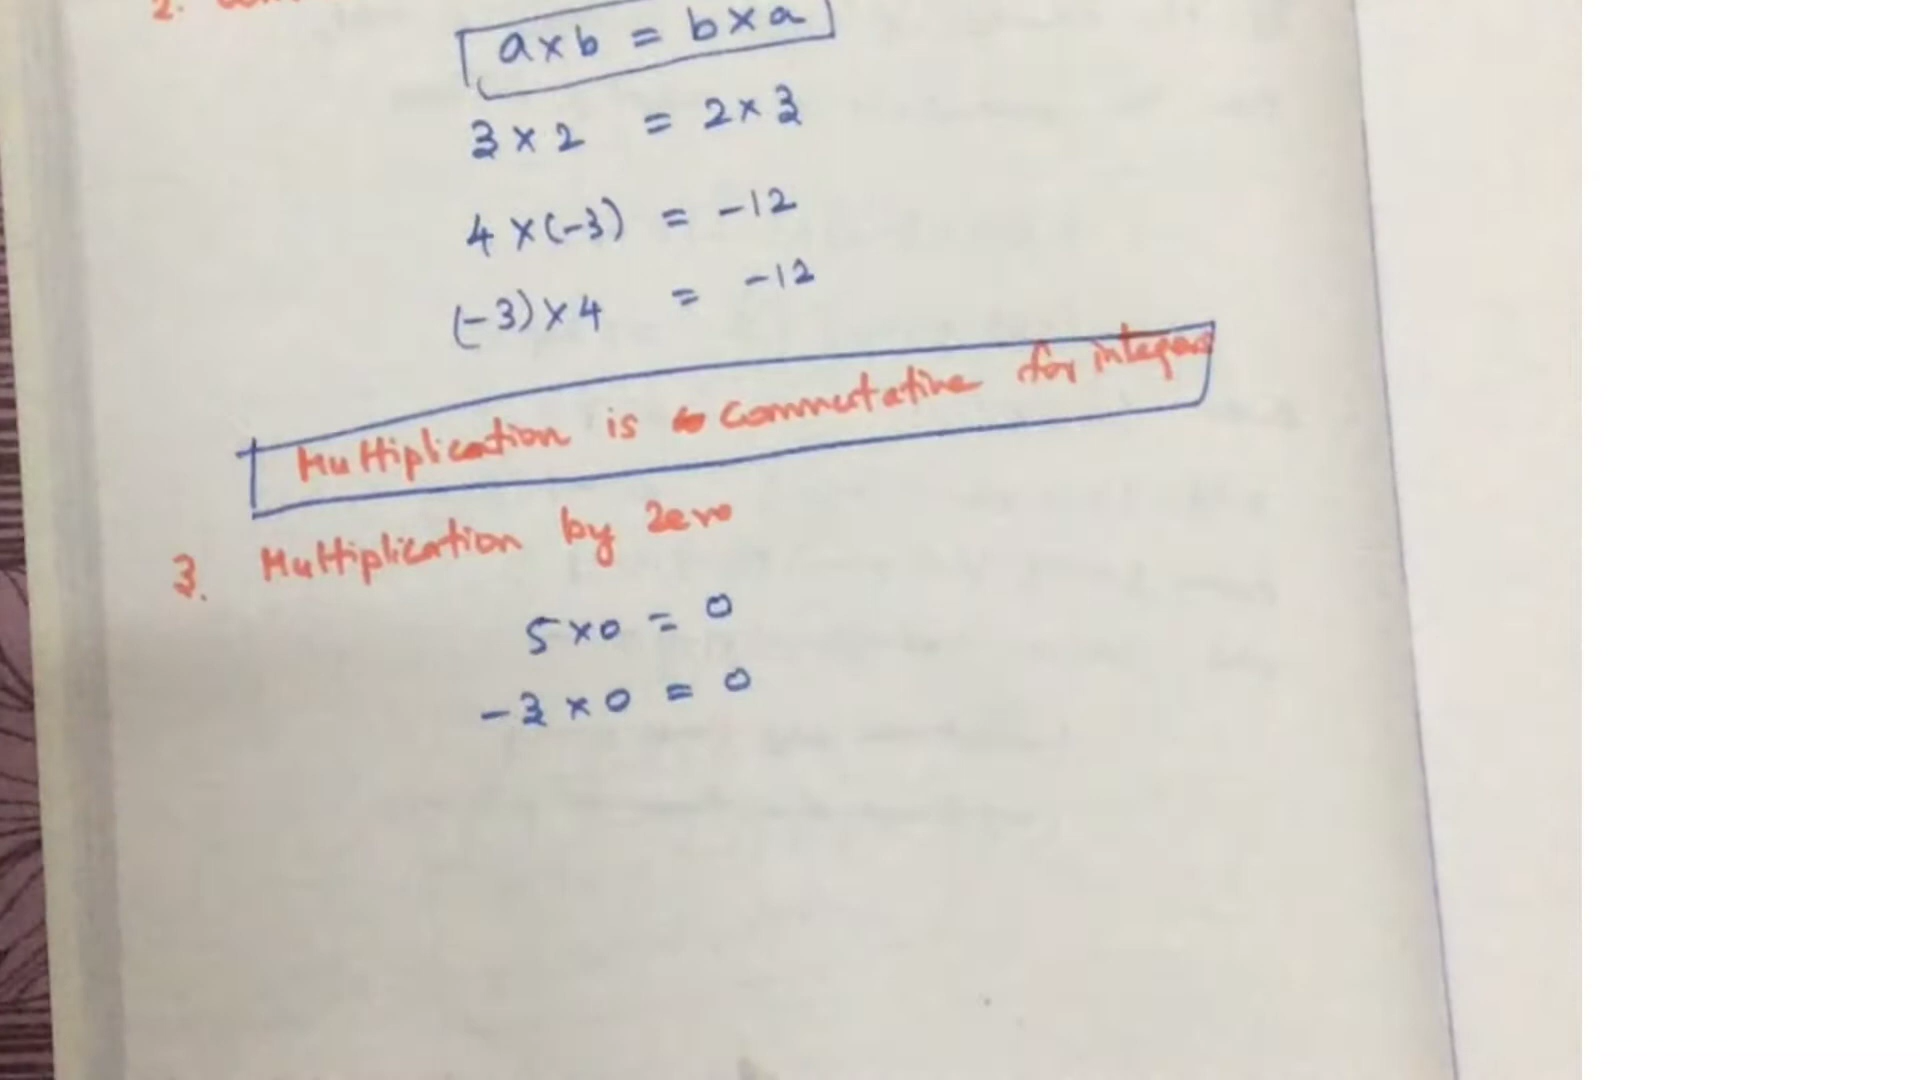 2.
a×b = b×a
3 × 2 = 2 × 3
4 ×(-3) = -12
(-3)×4 = -12
Multiplication is commutative for integers
3. Multiplication by Zero
5 ×0 = 0
-3 × 0 = 0